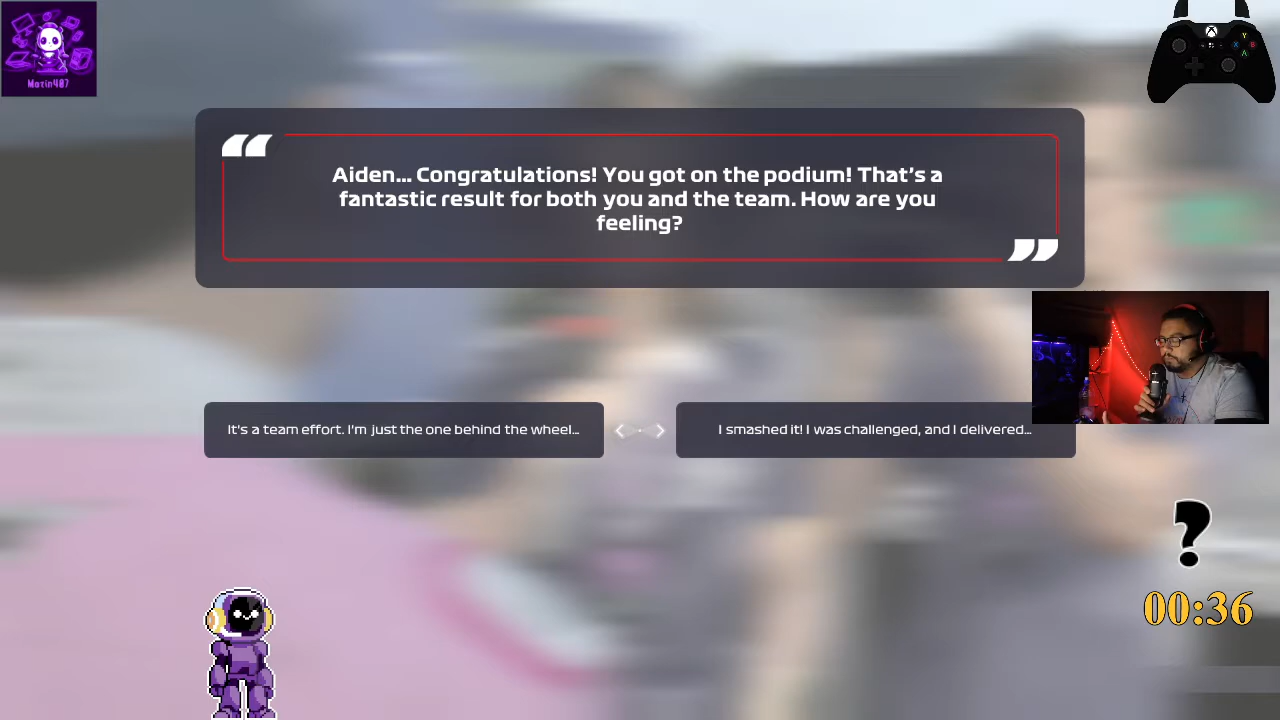 Matin487
Aiden... Congratulations! You got on the podium! That's a
fantastic result for both you and the team. How are you
feeling?
It's a team effort. I'm just the one behind the wheel...
I smashed it! I was challenged, and I delivered...
?
00:36